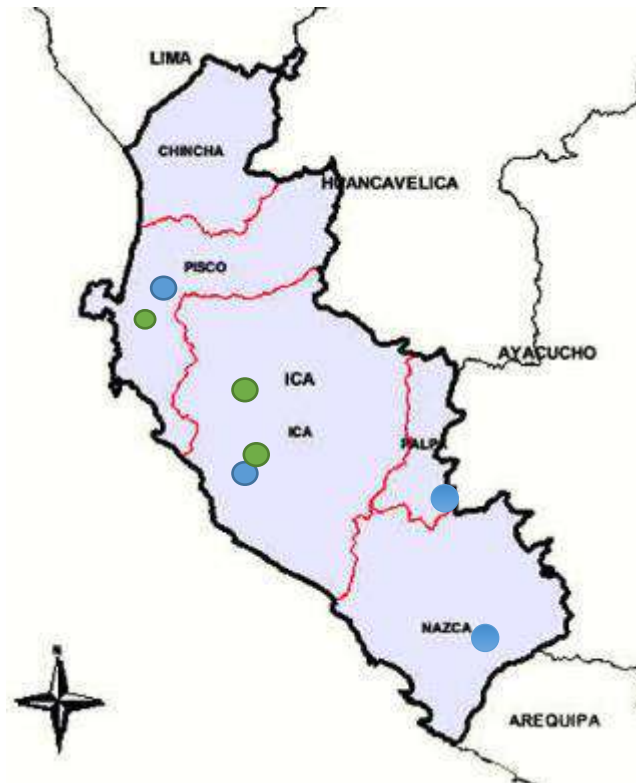 LIMA
CHINCHA
HUANCAVELICA
PISCO
AYACUCHO
ICA
ICA
PALPA
NAZCA
N
AREQUIPA